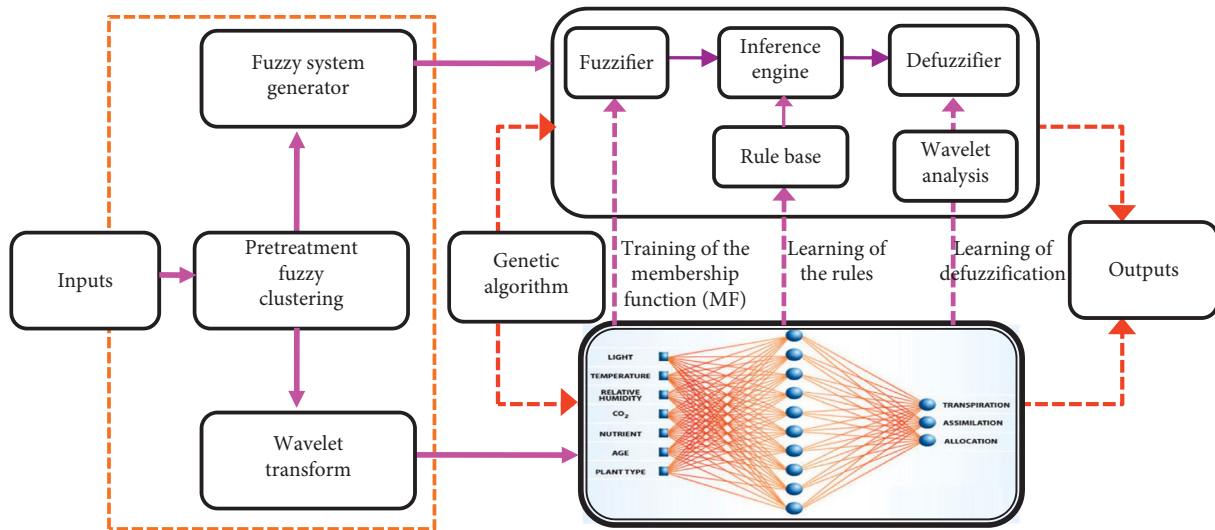 Fuzzy system
generator
Fuzzifier
Inference
engine
Defuzzifier
Rule base
Wavelet
analysis
Inputs
Pretreatment
fuzzy
clustering
Genetic
algorithm
Training of the
membership
function (MF)
Learning of
the rules
Learning of
defuzzification
Outputs
Wavelet
transform
LIGHT
TEMPERATURE
RELATIVE
HUMIDITY
CO₂
NUTRIENT
AGE
PLANT TYPE
TRANSPIRATION
ASSIMILATION
ALLOCATION